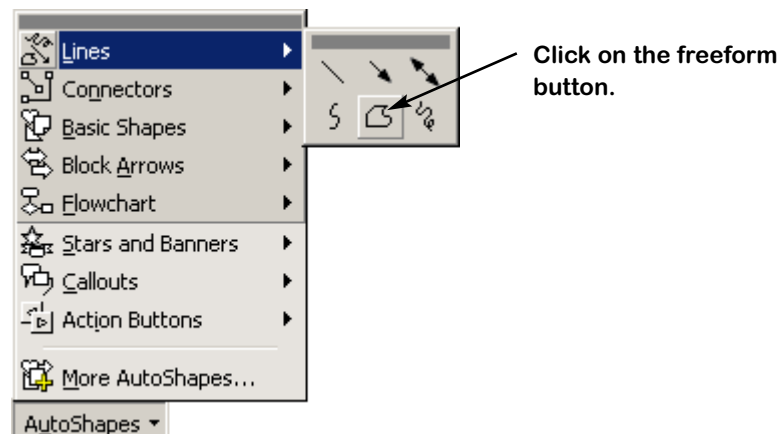 Lines
Connectors
Basic Shapes
Block Arrows
Flowchart
Stars and Banners
Callouts
Action Buttons
More AutoShapes...
AutoShapes
Click on the freeform
button.